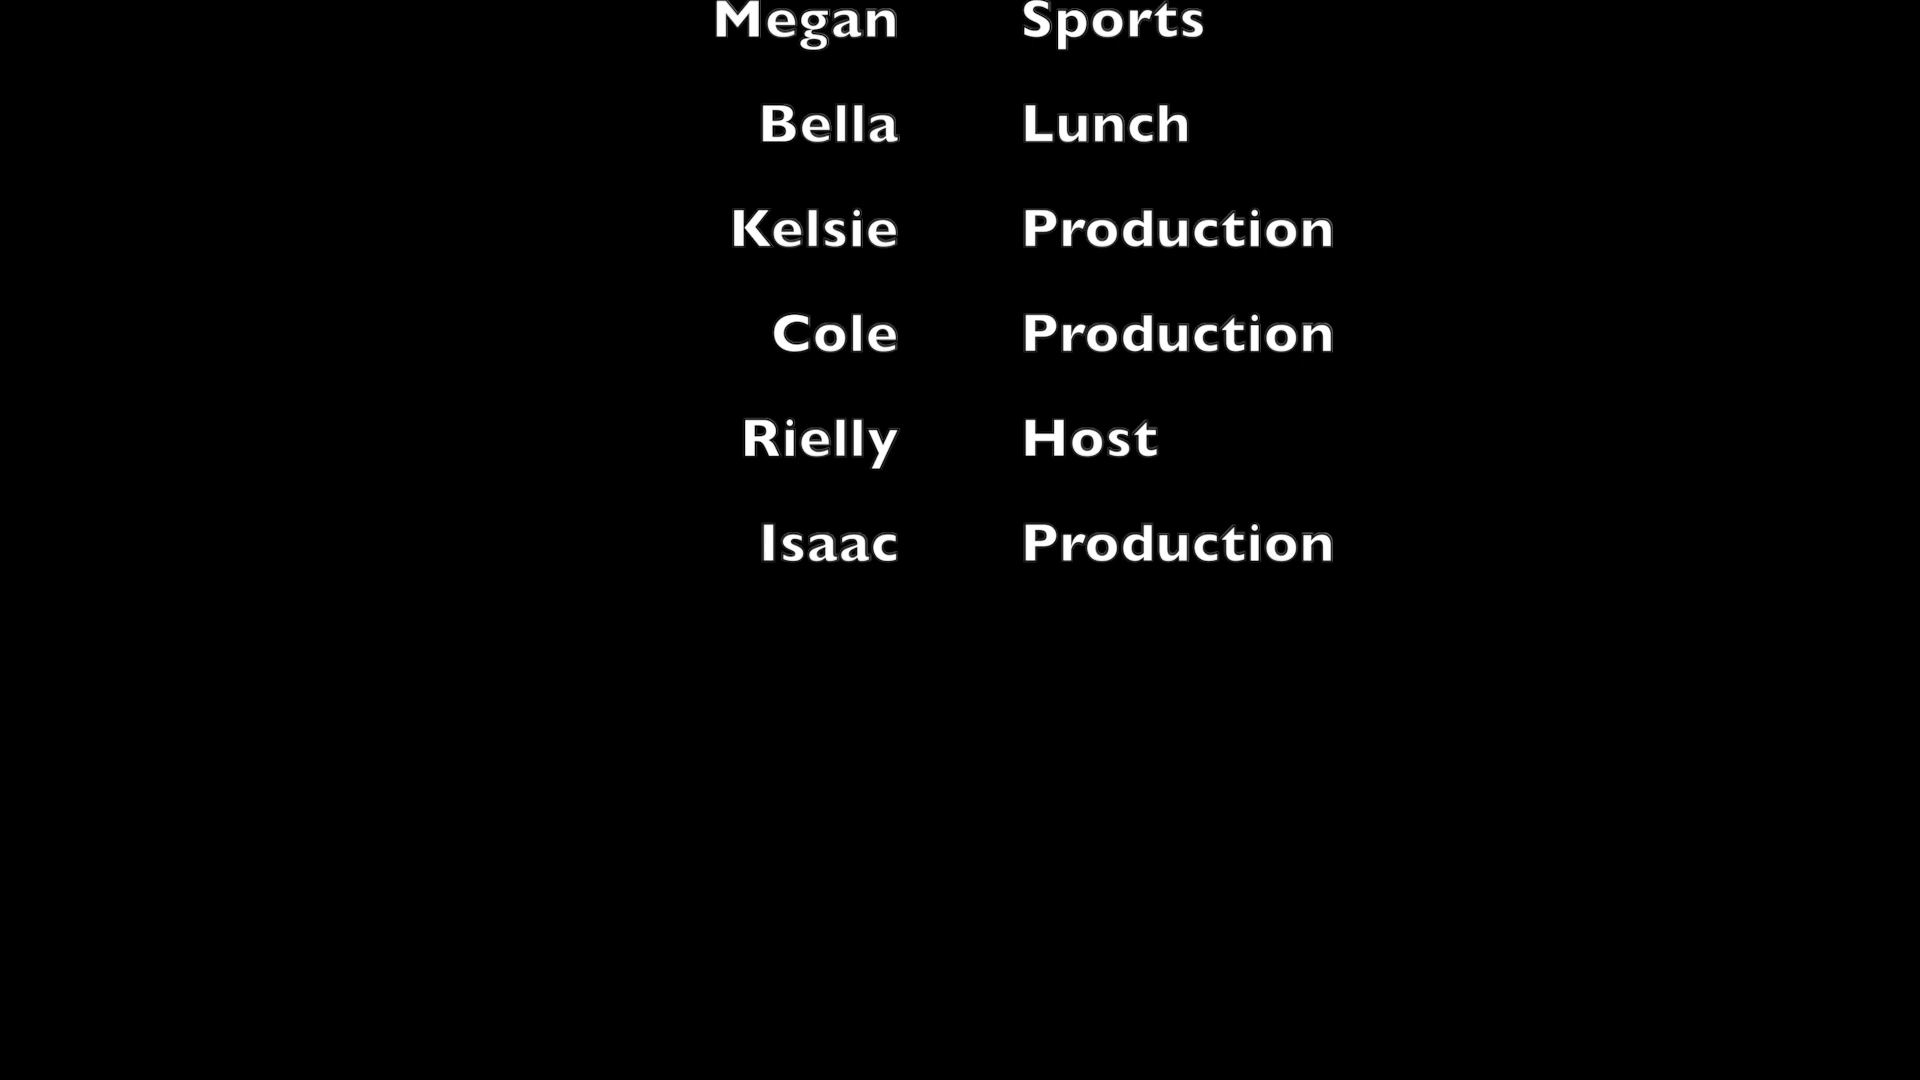 Megan Sports
Bella Lunch
Kelsie Production
Cole Production
Rielly Host
Isaac Production